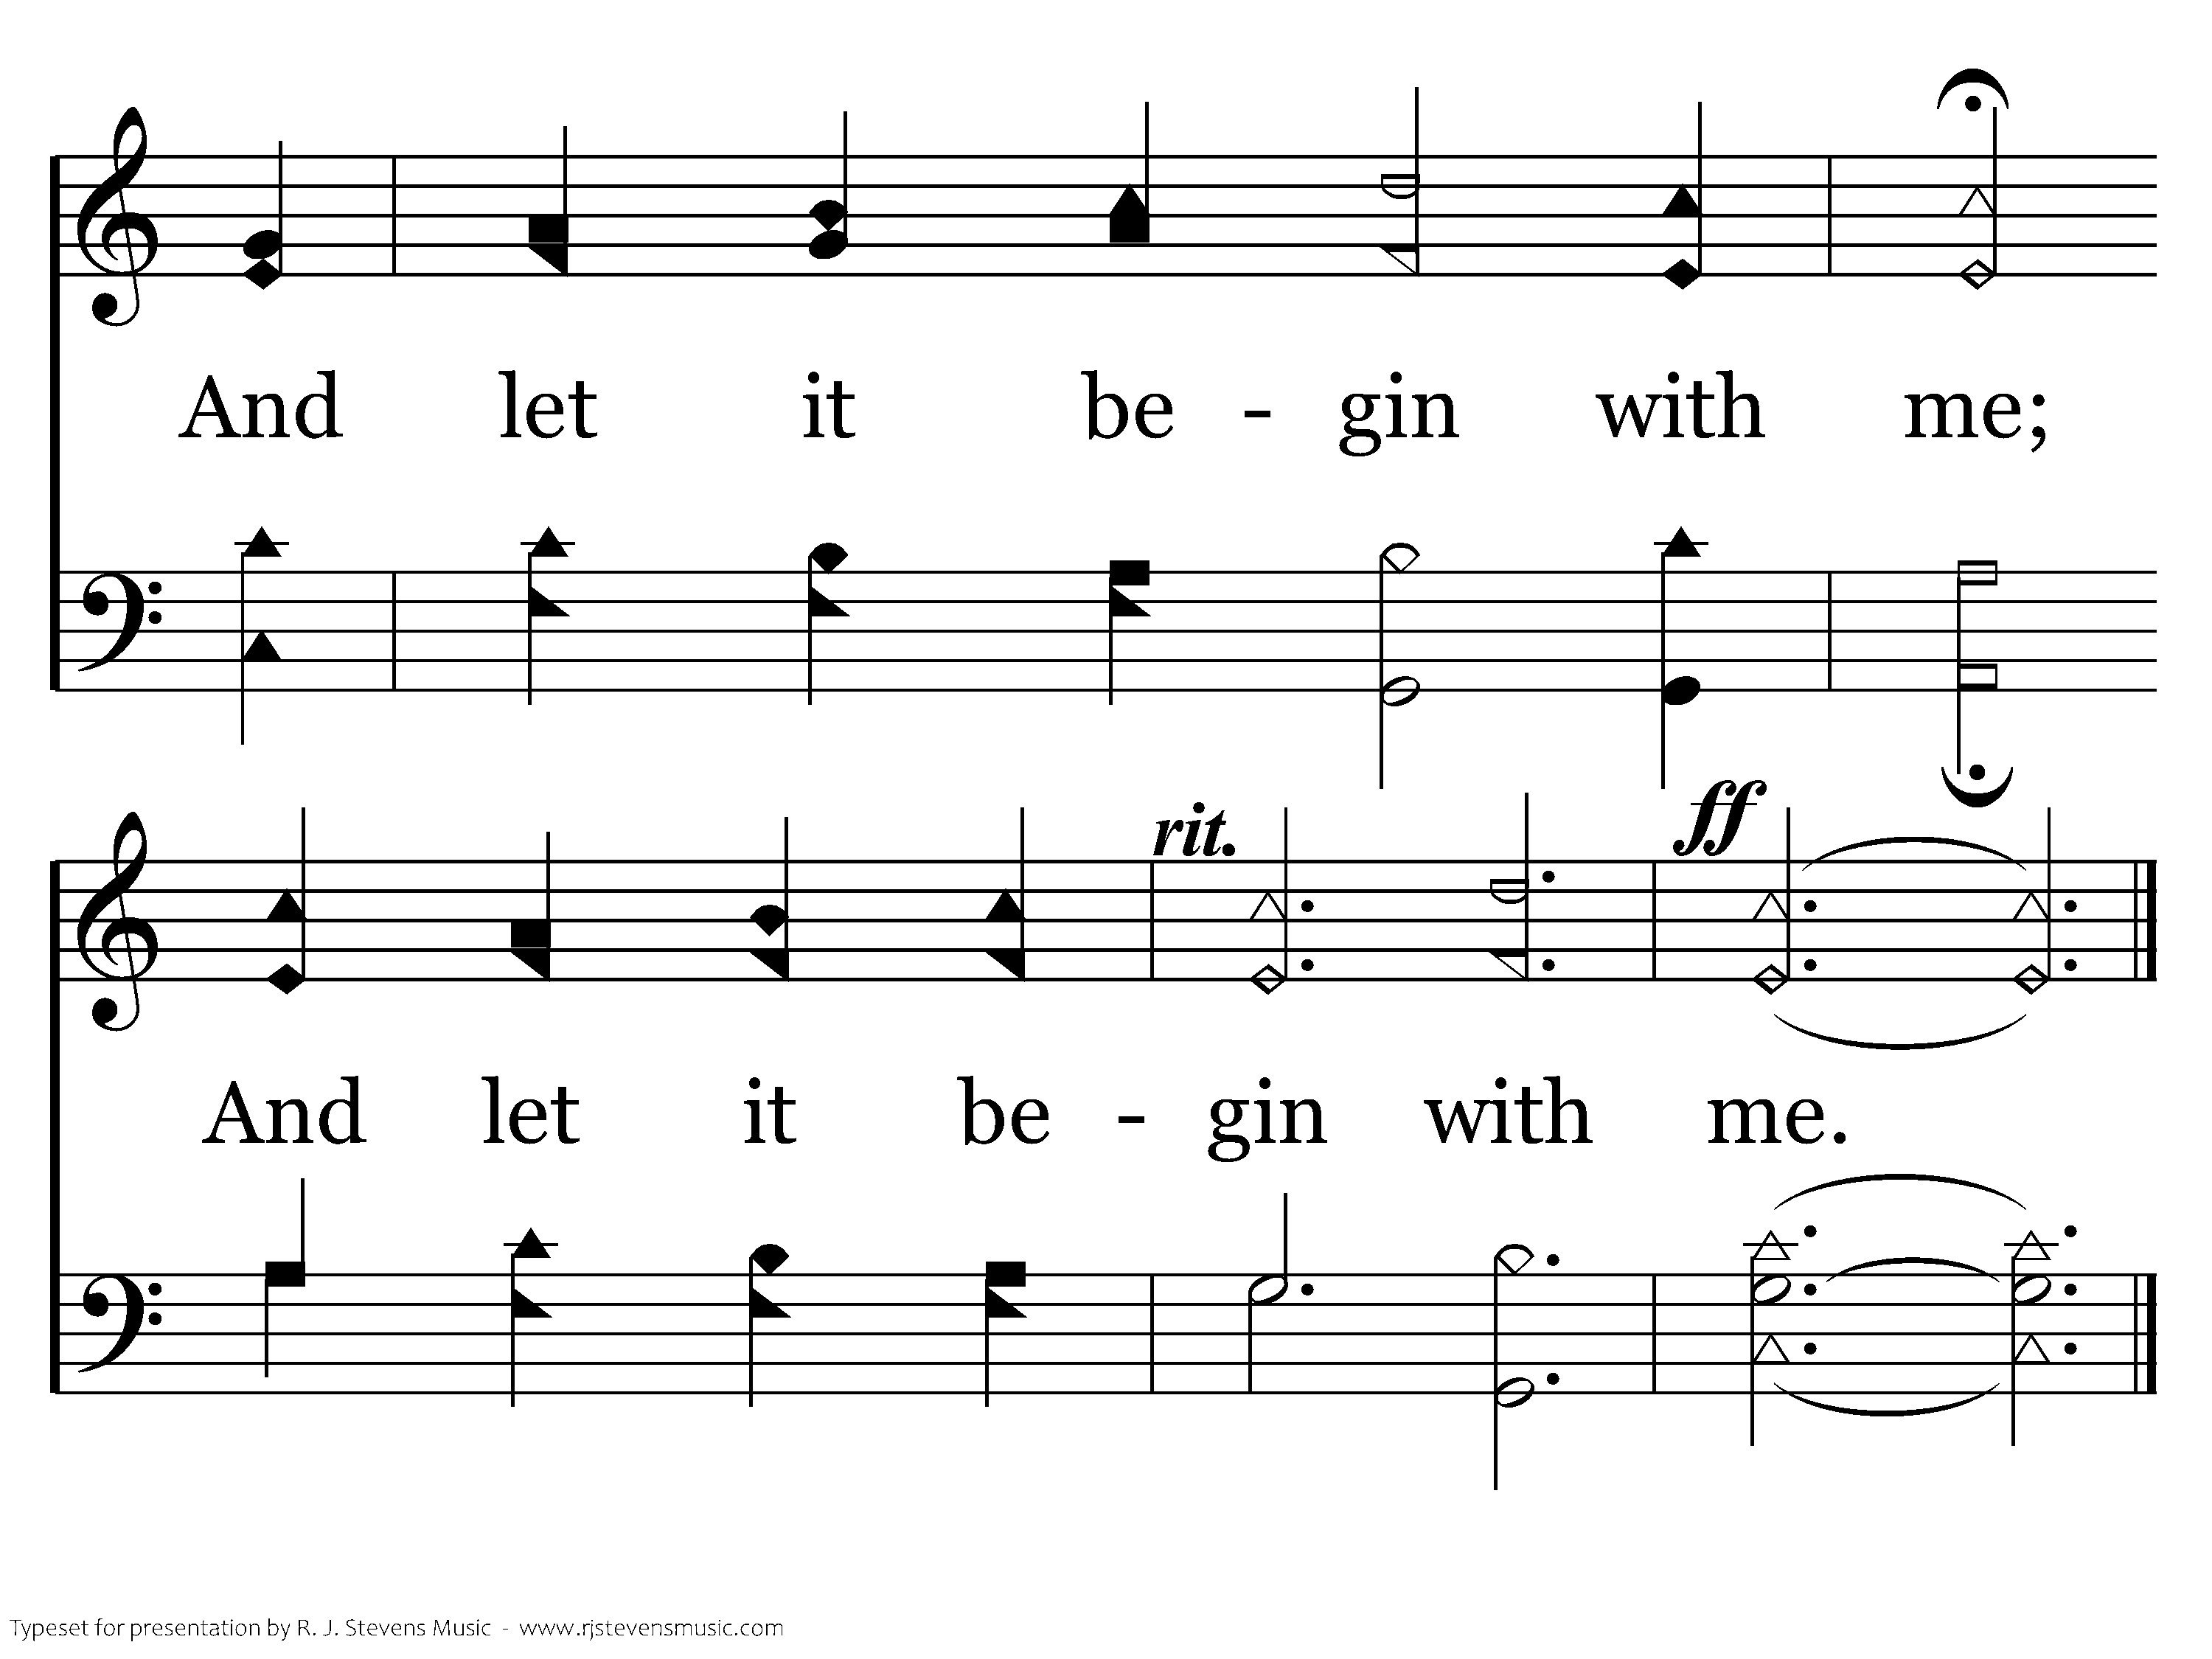 And let it be - gin with me;
rit. ff
And let it be - gin with me.
Typeset for presentation by R. J. Stevens Music - www.rjstevensmusic.com